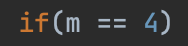 if(m == 4)